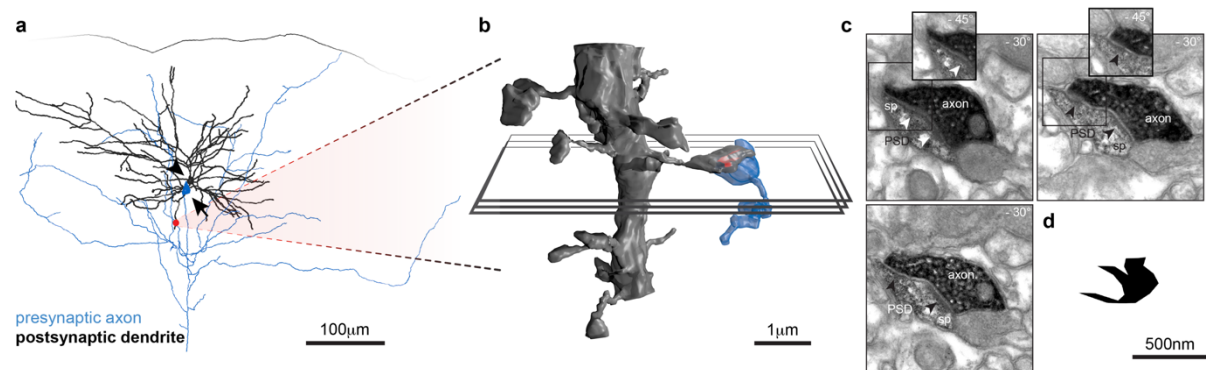 a
presynaptic axon
postsynaptic dendrite
100μm
b
1μm
c
- 45°
- 30°
sp
axon
PSD
- 45°
- 30°
axon
PSD
sp
- 30°
axon
PSD
sp
d
500nm